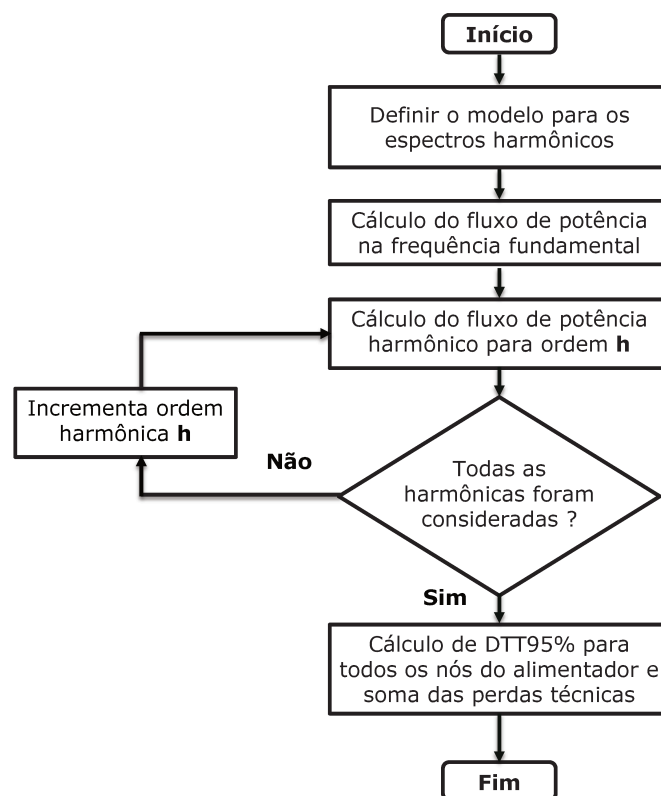 Início
Definir o modelo para os
espectros harmônicos
Cálculo do fluxo de potência
na frequência fundamental
Cálculo do fluxo de potência
harmônico para ordem h
Incrementa ordem
harmônica h
Não
Todas as
harmônicas foram
consideradas ?
Sim
Cálculo de DTT95% para
todos os nós do alimentador e
soma das perdas técnicas
Fim